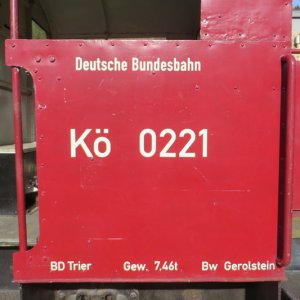 Deutsche Bundesbahn
Kö 0221
BD Trier Gew. 7.46t Bw Gerolstein